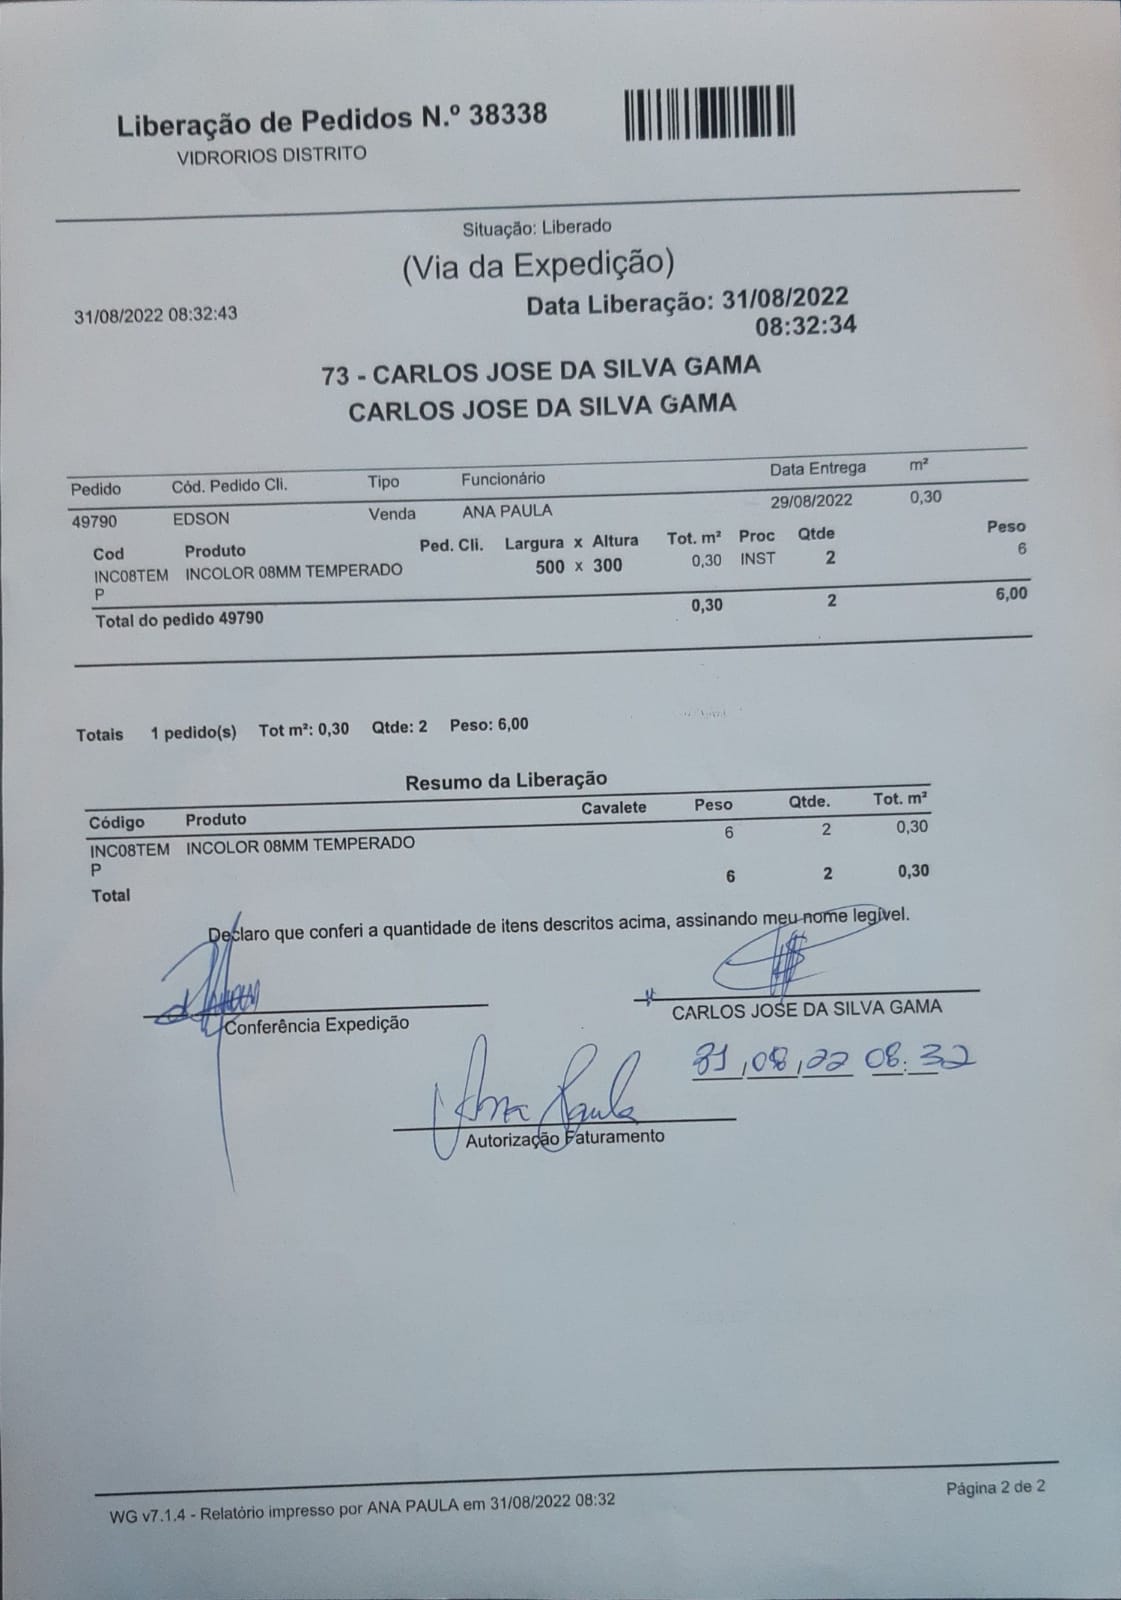 Liberação de Pedidos N.º 38338
VIDRORIOS DISTRITO
Situação: Liberado
(Via da Expedição)
31/08/2022 08:32:43
Data Liberação: 31/08/2022
08:32:34
73 - CARLOS JOSE DA SILVA GAMA
CARLOS JOSE DA SILVA GAMA
Pedido Cód. Pedido Cli. Tipo Funcionário Data Entrega m²
49790 EDSON Venda ANA PAULA 29/08/2022 0,30
Cod Produto Ped. Cli. Largura x Altura Tot. m² Proc Qtde Peso
INC08TEM INCOLOR 08MM TEMPERADO 500 x 300 0,30 INST 2 6
P
Total do pedido 49790 0,30 2 6,00
Totais 1 pedido(s) Tot m²: 0,30 Qtde: 2 Peso: 6,00
Resumo da Liberação
Código Produto Cavalete Peso Qtde. Tot. m²
INC08TEM INCOLOR 08MM TEMPERADO 6 2 0,30
P
Total 6 2 0,30
Declaro que conferi a quantidade de itens descritos acima, assinando meu nome legível.
Conferência Expedição
CARLOS JOSE DA SILVA GAMA
31,08,22 08:32
Ana Paula
Autorização Faturamento
WG v7.1.4 - Relatório impresso por ANA PAULA em 31/08/2022 08:32
Página 2 de 2